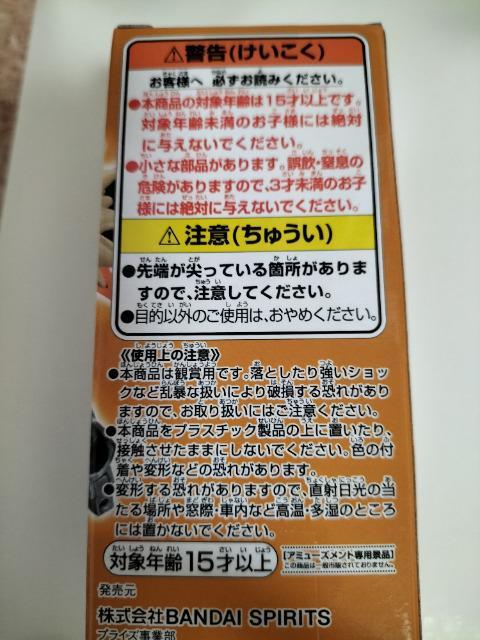 ⚠警告(けいこく)
お客様へ 必ずお読みください。
●本商品の対象年齢は15才以上です。
対象年齢未満のお子様には絶対
に与えないでください。
●小さな部品があります。誤飲・窒息の
危険がありますので、3才未満のお子
様には絶対に与えないでください。
⚠注意(ちゅうい)
●先端が尖っている箇所がありま
すので、注意してください。
●目的以外のご使用は、おやめください。
《使用上の注意》
●本商品は観賞用です。落としたり強いショッ
クなど乱暴な扱いにより破損する恐れがあり
ますので、お取り扱いにはご注意ください。
●本商品をプラスチック製品の上に置いたり、
接触させたままにしないでください。色の付
着や変形などの恐れがあります。
●変形する恐れがありますので、直射日光の当
たる場所や窓際・車内など高温・多湿のところ
には置かないでください。
対象年齢15才以上
【アミューズメント専用景品】
この商品は一般市販されておりません。
発売元
株式会社BANDAI SPIRITS
プライズ事業部